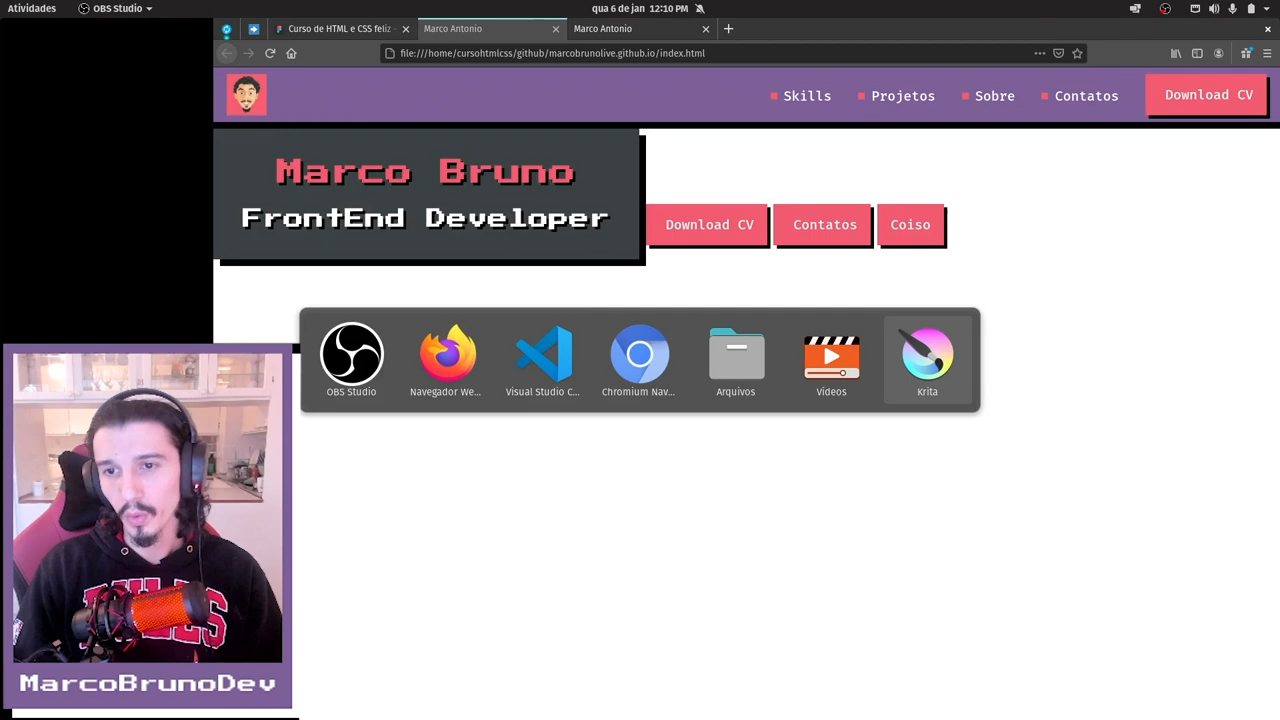 Atividades
OBS Studio
qua 6 de jan 12:10 PM
Curso de HTML e CSS feliz -
Marco Antonio
Marco Antonio
file:///home/cursohtmlcss/github/marcobrunolive.github.io/index.html
Skills
Projetos
Sobre
Contatos
Download CV
Marco Bruno
FrontEnd Developer
Download CV
Contatos
Coiso
OBS Studio
Navegador We...
Visual Studio C...
Chromium Nav...
Arquivos
Vídeos
Krita
MarcoBrunoDev